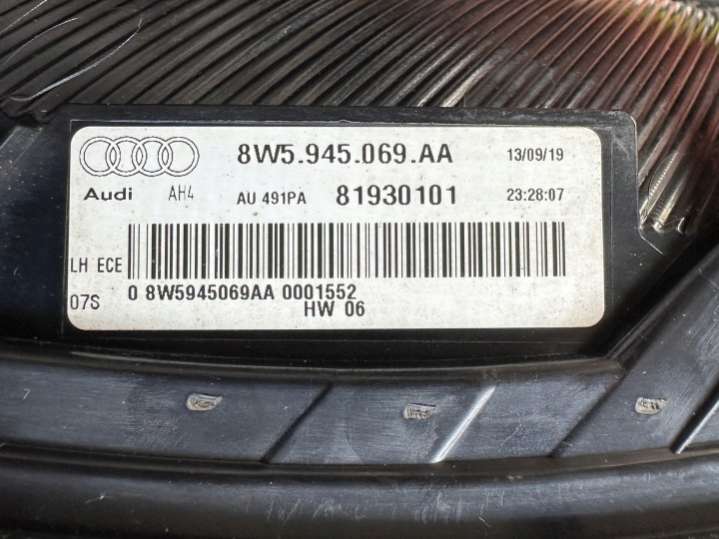 8W5.945.069.AA 13/09/19
Audi AH4 AU 491PA 81930101 23:28:07
LH ECE
07S 0 8W5945069AA 0001552
HW 06